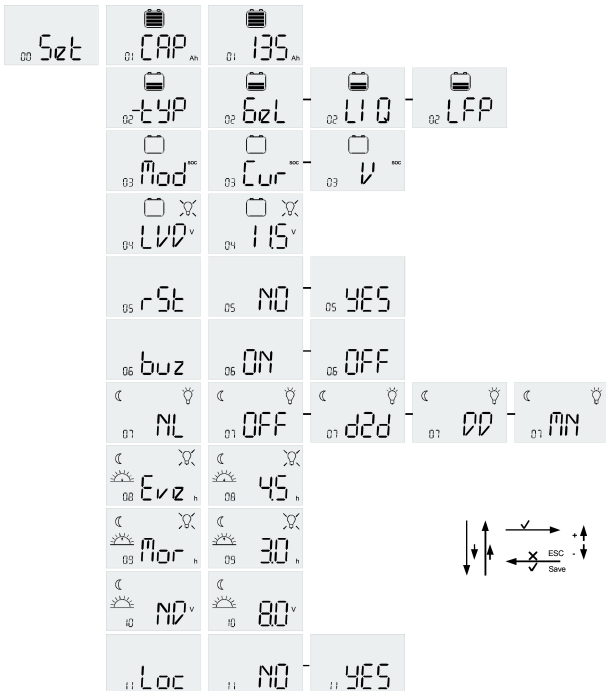 00 Set 01 CAP Ah 01 135 Ah
02 -tYP 02 GeL 02 LIQ 02 LFP
03 Mod SOC 03 Cur SOC 03 V SOC
04 LVD V 04 11.5 V
05 rSt 05 NO 05 YES
06 buz 06 ON 06 OFF
07 NL 07 OFF 07 d2d 07 DD 07 MN
08 Eve h 08 4.5 h
09 Mor h 09 3.0 h
+
ESC -
Save
10 ND V 10 8.0 V
11 Loc 11 NO 11 YES